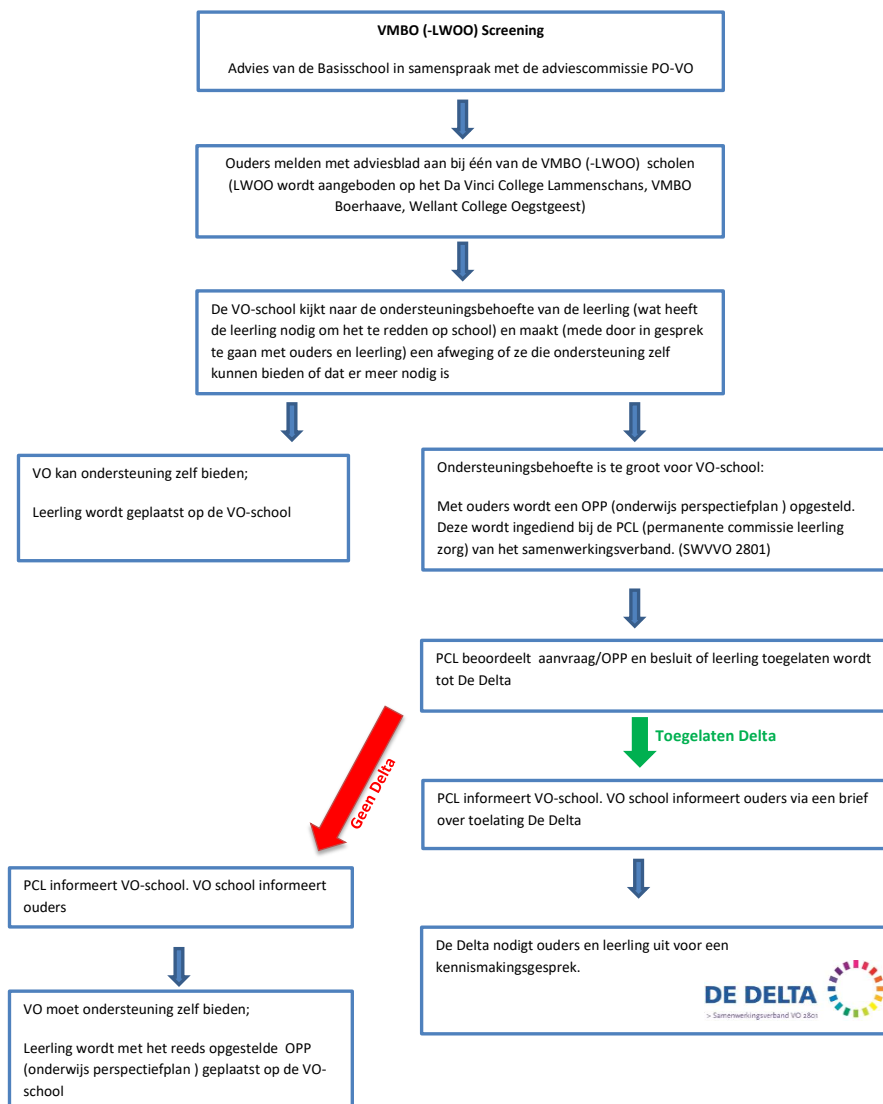 VMBO (-LWOO) Screening
Advies van de Basisschool in samenspraak met de adviescommissie PO-VO
Ouders melden met adviesblad aan bij één van de VMBO (-LWOO) scholen
(LWOO wordt aangeboden op het Da Vinci College Lammenschans, VMBO
Boerhaave, Wellant College Oegstgeest)
De VO-school kijkt naar de ondersteuningsbehoefte van de leerling (wat heeft
de leerling nodig om het te redden op school) en maakt (mede door in gesprek
te gaan met ouders en leerling) een afweging of ze die ondersteuning zelf
kunnen bieden of dat er meer nodig is
VO kan ondersteuning zelf bieden;
Leerling wordt geplaatst op de VO-school
Ondersteuningsbehoefte is te groot voor VO-school:
Met ouders wordt een OPP (onderwijs perspectiefplan ) opgesteld.
Deze wordt ingediend bij de PCL (permanente commissie leerling
zorg) van het samenwerkingsverband. (SWVVO 2801)
PCL beoordeelt aanvraag/OPP en besluit of leerling toegelaten wordt
tot De Delta
Toegelaten Delta
Geen Delta
PCL informeert VO-school. VO school informeert ouders via een brief
over toelating De Delta
PCL informeert VO-school. VO school informeert
ouders
De Delta nodigt ouders en leerling uit voor een
kennismakingsgesprek.
DE DELTA
> Samenwerkingsverband VO 2801
VO moet ondersteuning zelf bieden;
Leerling wordt met het reeds opgestelde OPP
(onderwijs perspectiefplan ) geplaatst op de VO-
school